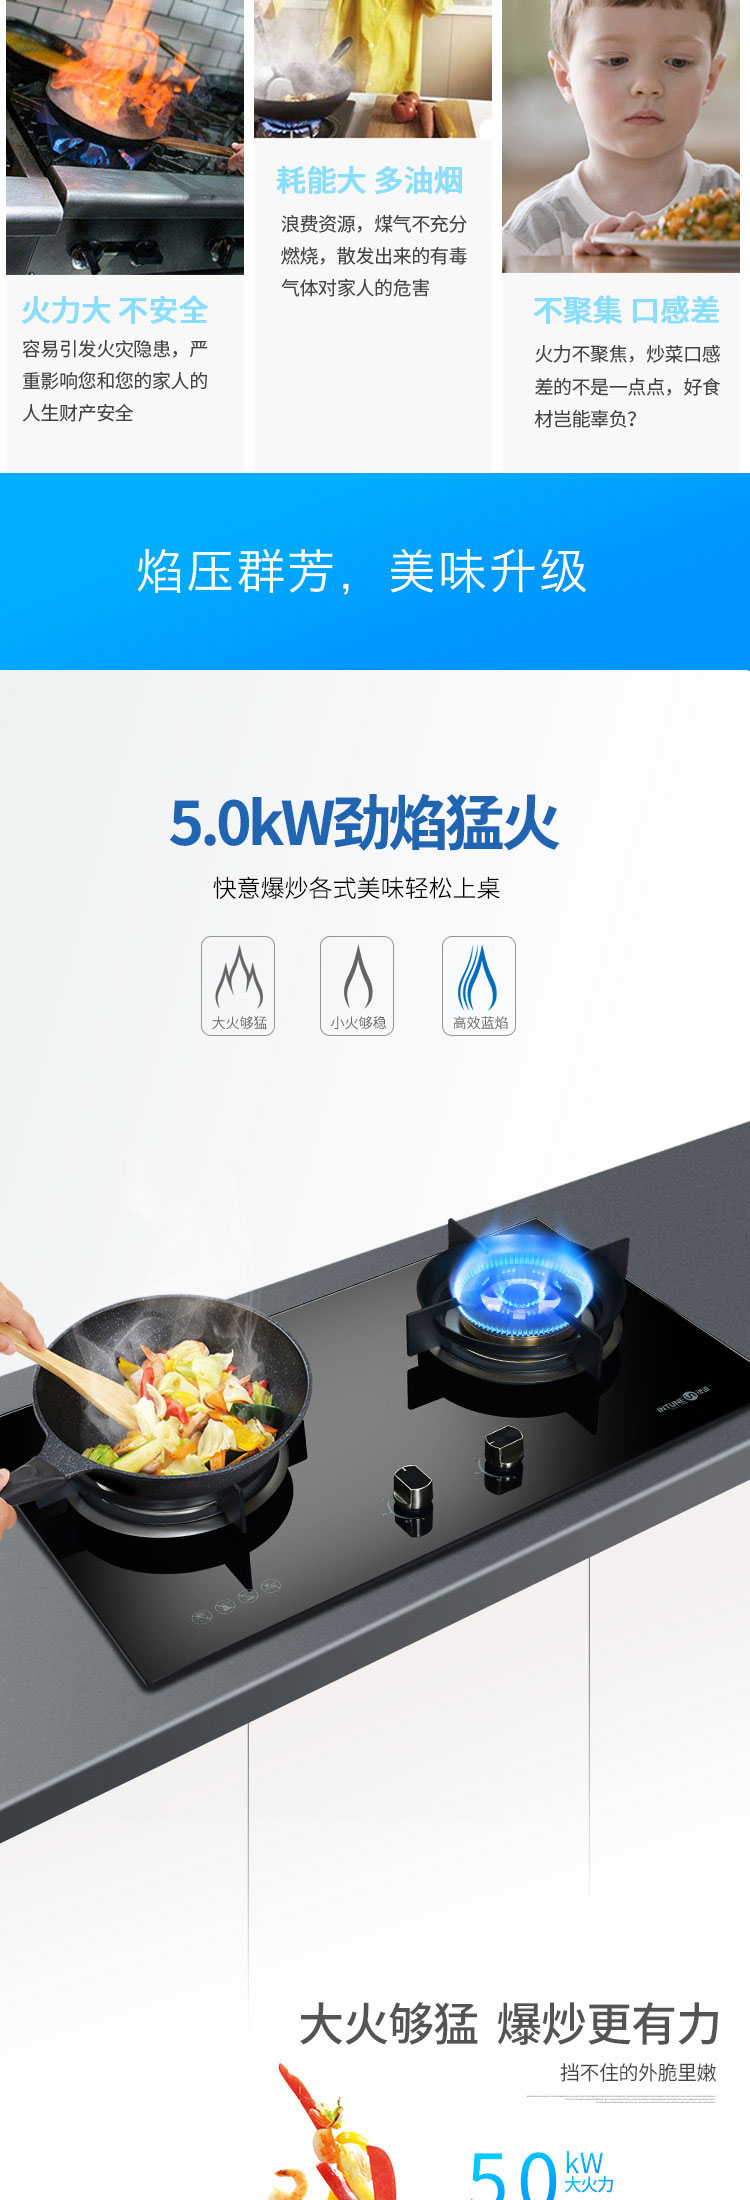 火力大 不安全
容易引发火灾隐患，严
重影响您和您的家人的
人生财产安全
耗能大 多油烟
浪费资源，煤气不充分
燃烧，散发出来的有毒
气体对家人的危害
不聚集 口感差
火力不聚焦，炒菜口感
差的不是一点点，好食
材岂能辜负？
焰压群芳，美味升级
5.0kW劲焰猛火
快意爆炒各式美味轻松上桌
大火够猛
小火够稳
高效蓝焰
INTUNE
大火够猛 爆炒更有力
挡不住的外脆里嫩
5.0 kW
大火力